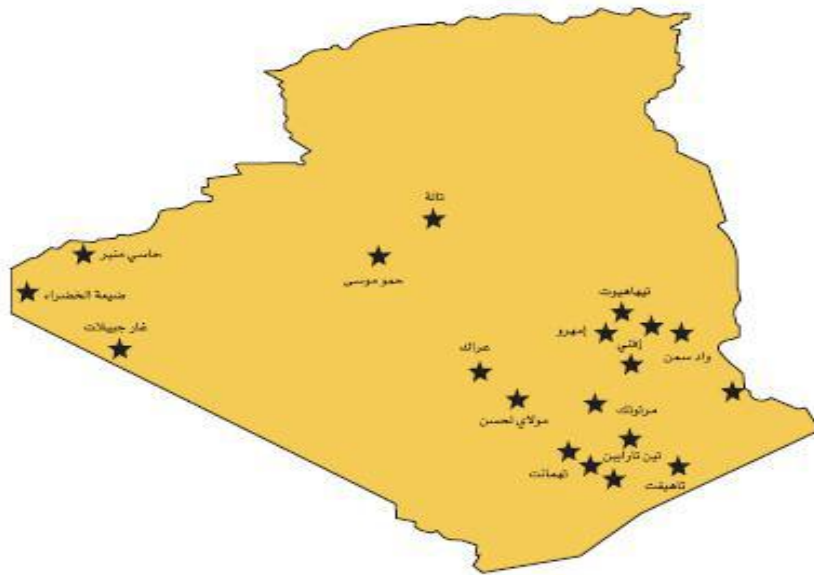 تانة
حاسي منير
حمو موسى
ضيعة الخضراء
تيهاهيوت
غار جبيلات
إمهرو
إفني
واد سمن
عراك
مرتوتك
مولاي لحسن
تين تارابين
تهمانت
تاهيفت